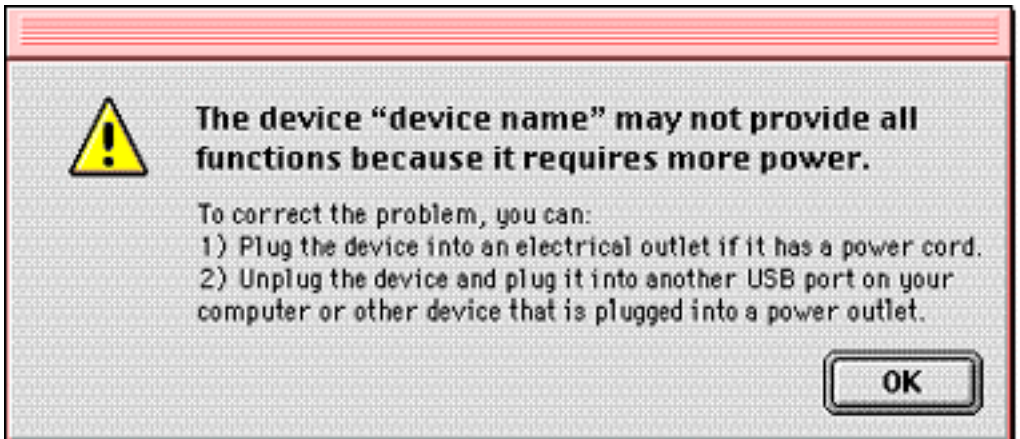 The device “device name” may not provide all
functions because it requires more power.
To correct the problem, you can:
1) Plug the device into an electrical outlet if it has a power cord.
2) Unplug the device and plug it into another USB port on your
computer or other device that is plugged into a power outlet.
OK